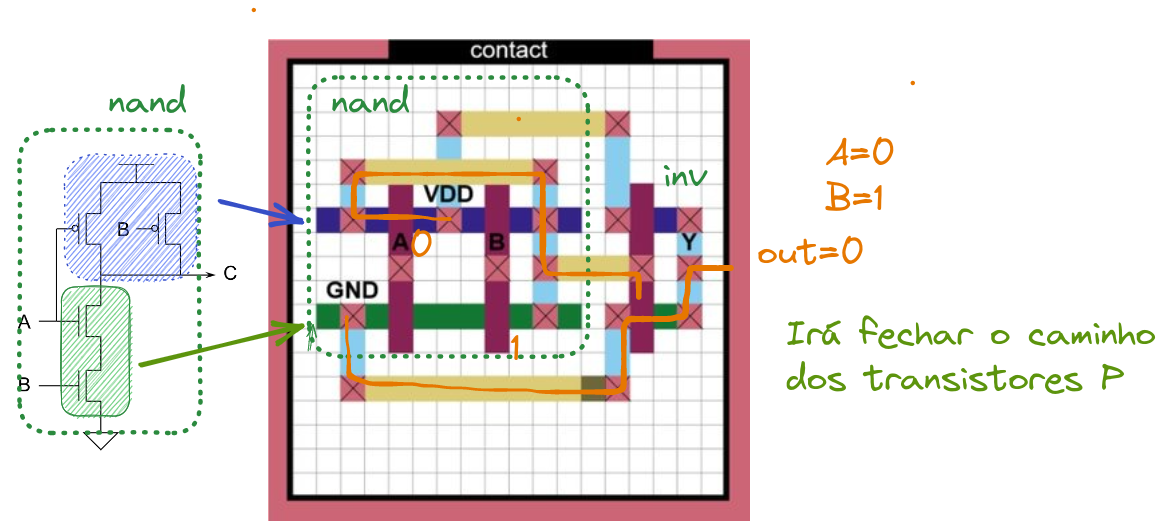 contact
nand
nand
A=0
B=1
inv
VDD
B
A
0
B
Y
out=0
C
GND
A
Irá fechar o caminho
dos transistores P
1
B